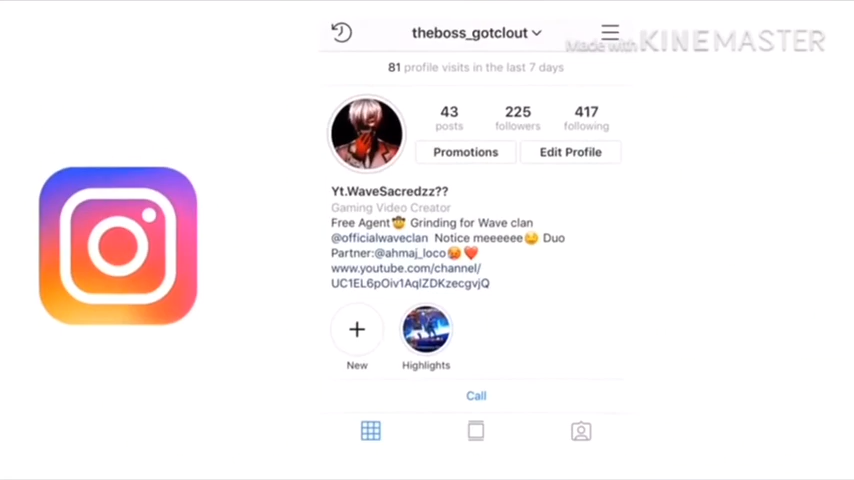 theboss_gotclout
Made with KINEMASTER
81 profile visits in the last 7 days
43 225 417
posts followers following
Promotions Edit Profile
Yt.WaveSacredzz??
Gaming Video Creator
Free Agent🤠 Grinding for Wave clan
@officialwaveclan Notice meeeeee😏 Duo
Partner:@ahmaj_loco🥵❤️
www.youtube.com/channel/
UC1EL6pOiv1AqlZDKzecgvjQ
New Highlights
Call